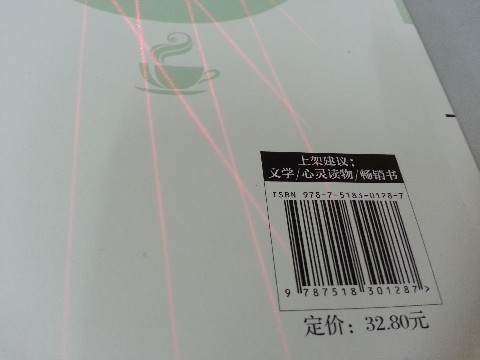 上架建议：
文学/心灵读物/畅销书
ISBN 978-7-5183-0128-7
9 787518 301287 >
定价：32.80元